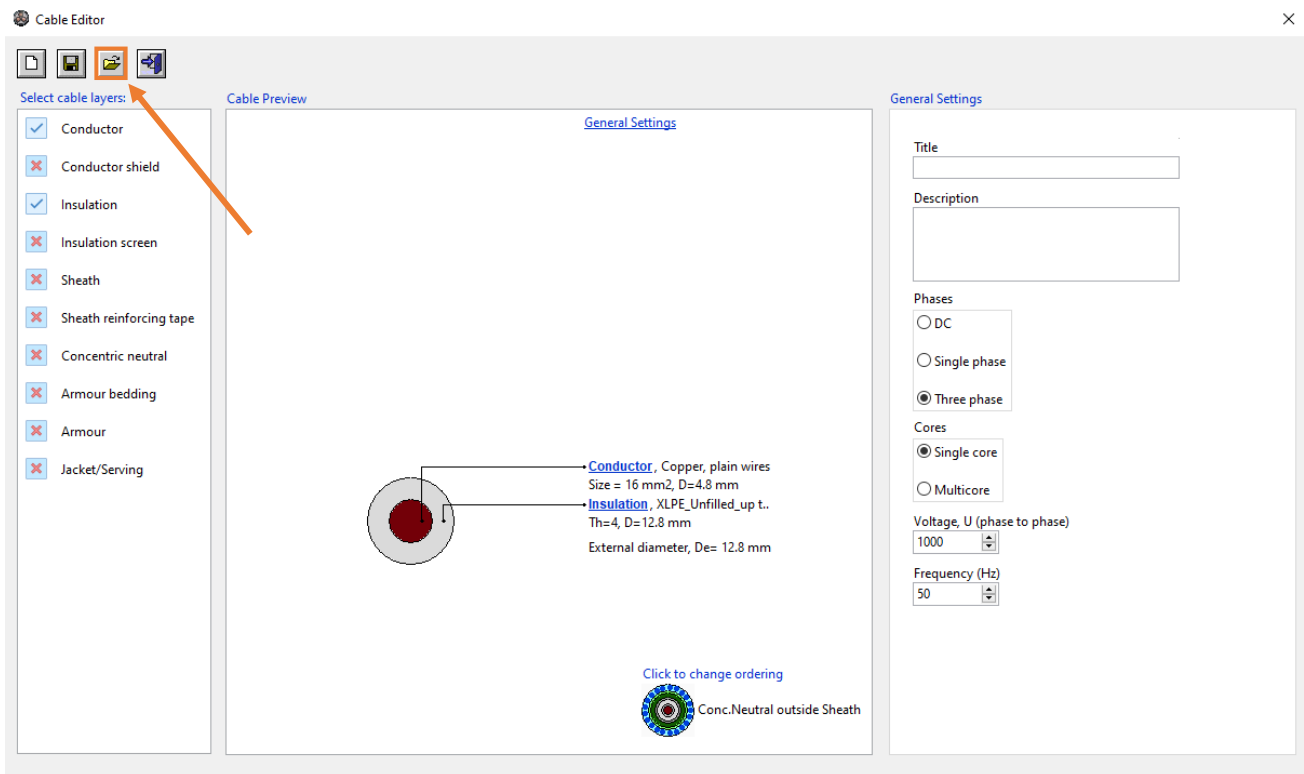 Cable Editor
Select cable layers:
Conductor
Conductor shield
Insulation
Insulation screen
Sheath
Sheath reinforcing tape
Concentric neutral
Armour bedding
Armour
Jacket/Serving
Cable Preview
General Settings
Conductor, Copper, plain wires
Size = 16 mm2, D=4.8 mm
Insulation, XLPE_Unfilled_up t..
Th=4, D=12.8 mm
External diameter, De= 12.8 mm
Click to change ordering
Conc.Neutral outside Sheath
General Settings
Title
Description
Phases
DC
Single phase
Three phase
Cores
Single core
Multicore
Voltage, U (phase to phase)
1000
Frequency (Hz)
50